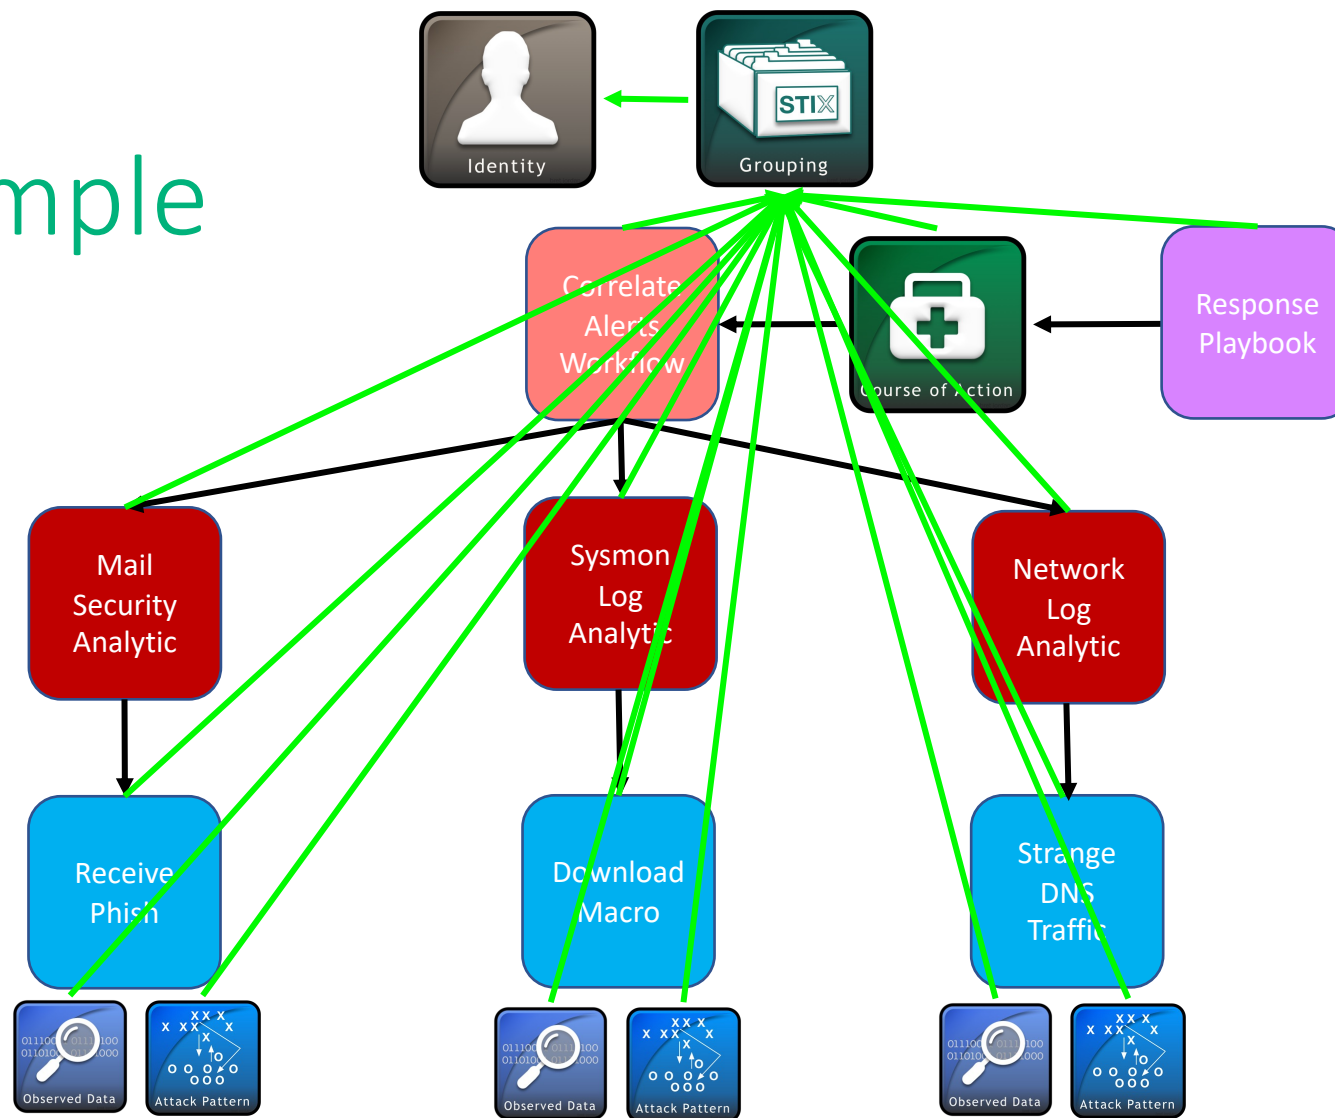 mple
Identity
STIX
Grouping
Correlate
Alerts
Workflow
Course of Action
Response
Playbook
Mail
Security
Analytic
Sysmon
Log
Analytic
Network
Log
Analytic
Receive
Phish
Download
Macro
Strange
DNS
Traffic
Observed Data
Attack Pattern
Observed Data
Attack Pattern
Observed Data
Attack Pattern